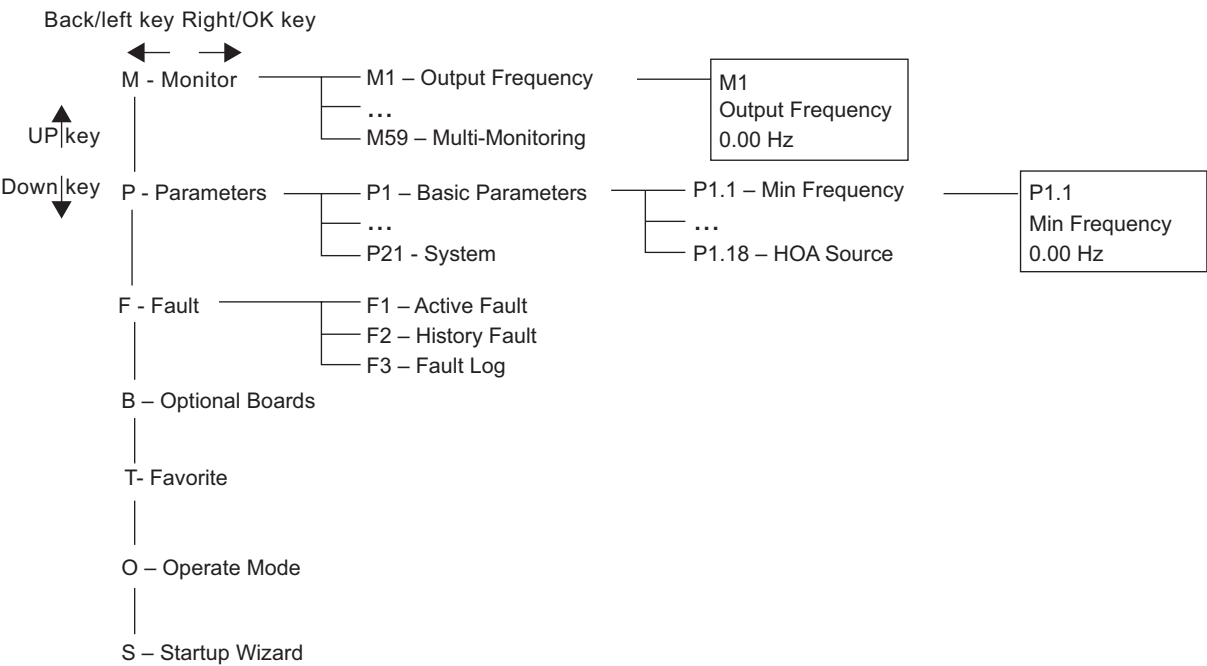 Back/left key Right/OK key
M - Monitor
M1 – Output Frequency
...
M59 – Multi-Monitoring
M1
Output Frequency
0.00 Hz
UP key
Down key
P - Parameters
P1 – Basic Parameters
...
P21 - System
P1.1 – Min Frequency
...
P1.18 – HOA Source
P1.1
Min Frequency
0.00 Hz
F - Fault
F1 – Active Fault
F2 – History Fault
F3 – Fault Log
B – Optional Boards
T- Favorite
O – Operate Mode
S – Startup Wizard